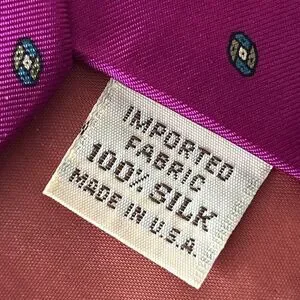 IMPORTED
FABRIC
100% SILK
MADE IN U.S.A.